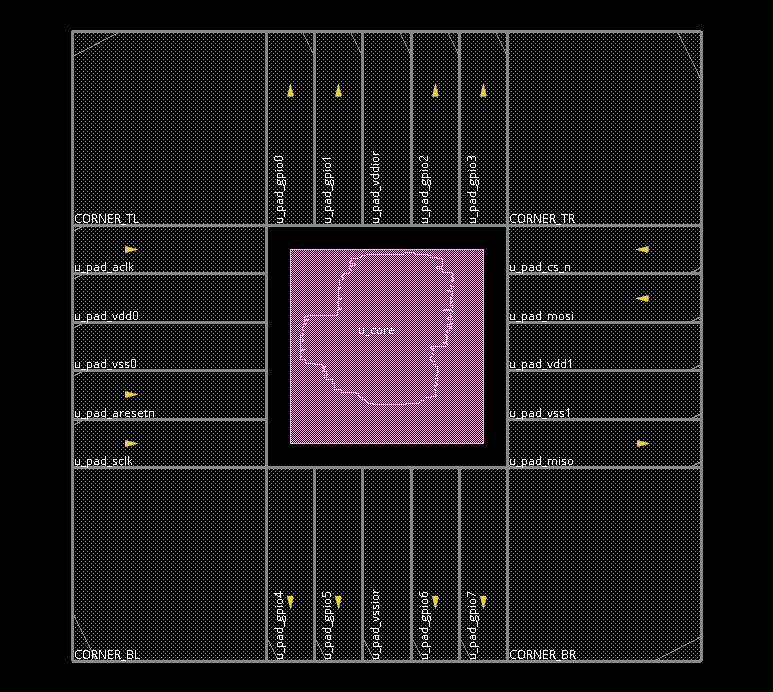 u_pad_gpio0
u_pad_gpio1
u_pad_vddior
u_pad_gpio2
u_pad_gpio3
CORNER_TL
CORNER_TR
u_pad_aclk
u_pad_cs_n
u_pad_vdd0
u_pad_mosi
u_core
u_pad_vss0
u_pad_vdd1
u_pad_aresetn
u_pad_vss1
u_pad_sclk
u_pad_miso
u_pad_gpio4
u_pad_gpio5
u_pad_vssior
u_pad_gpio6
u_pad_gpio7
CORNER_BL
CORNER_BR